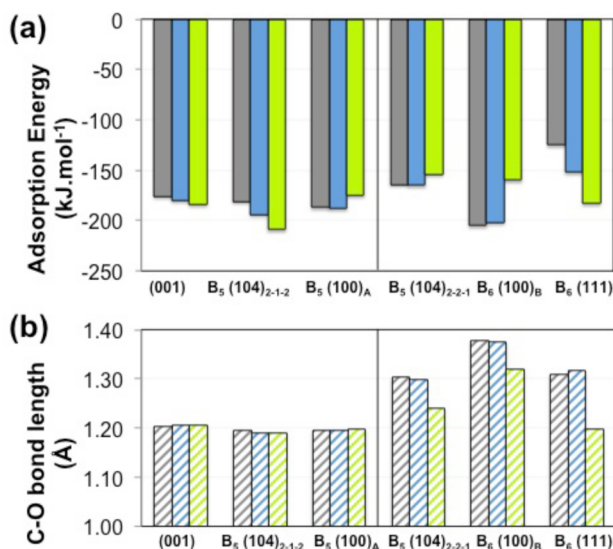 (a)
Adsorption Energy
(kJ.mol⁻¹)
0
-50
-100
-150
-200
-250
(001) B₅ (104)₂₋₁₋₂ B₅ (100)A B₅ (104)₂₋₂₋₁ B₆ (100)B B₆ (111)
(b)
C-O bond length
(Å)
1.40
1.30
1.20
1.10
1.00
(001) B₅ (104)₂₋₁₋₂ B₅ (100)A B₅ (104)₂₋₂₋₁ B₆ (100)B B₆ (111)